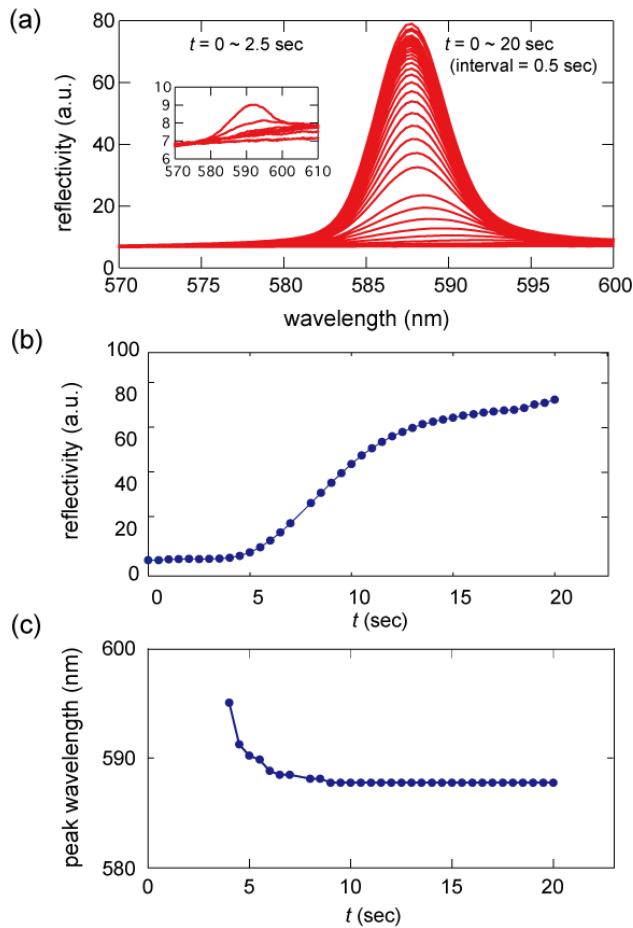 (a)
t = 0 ~ 2.5 sec
t = 0 ~ 20 sec
(interval = 0.5 sec)
reflectivity (a.u.)
80
60
40
20
0
10
9
8
7
6
570 580 590 600 610
570 575 580 585 590 595 600
wavelength (nm)
(b)
reflectivity (a.u.)
100
80
60
40
20
0
0 5 10 15 20
t (sec)
(c)
peak wavelength (nm)
600
590
580
0 5 10 15 20
t (sec)